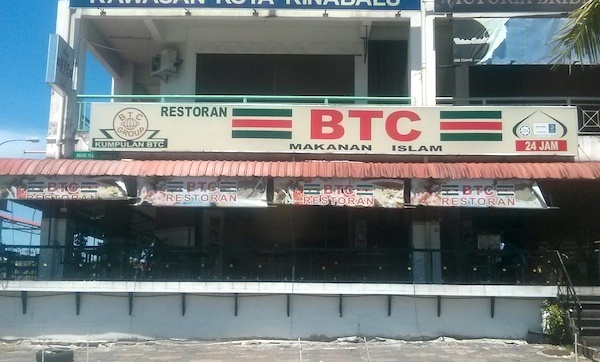 KAWASAN KOTA KINABALU
RESTORAN
BTC
GROUP
KUMPULAN BTC
BTC
MAKANAN ISLAM
24 JAM
BTC
RESTORAN
BTC
RESTORAN
BTC
RESTORAN
BTC
RESTORAN